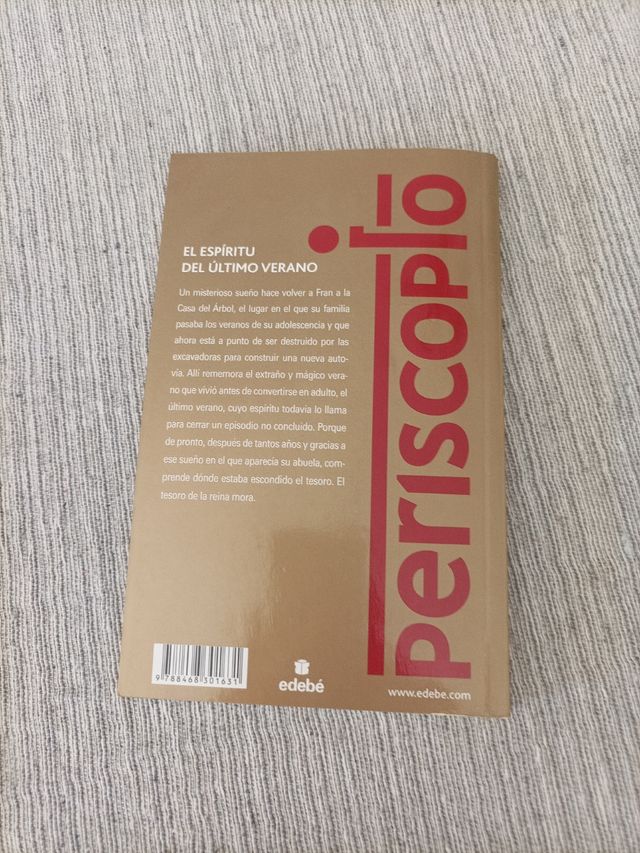 EL ESPÍRITU
DEL ÚLTIMO VERANO
Un misterioso sueño hace volver a Fran a la
Casa del Árbol, el lugar en el que su familia
pasaba los veranos de su adolescencia y que
ahora está a punto de ser destruido por las
excavadoras para construir una nueva auto-
vía. Allí rememora el extraño y mágico vera-
no que vivió antes de convertirse en adulto, el
último verano, cuyo espíritu todavía lo llama
para cerrar un episodio no concluido. Porque
de pronto, después de tantos años y gracias a
ese sueño en el que aparecía su abuela, com-
prende dónde estaba escondido el tesoro. El
tesoro de la reina mora.
periscopio
9 788468 301631
edebé
www.edebe.com